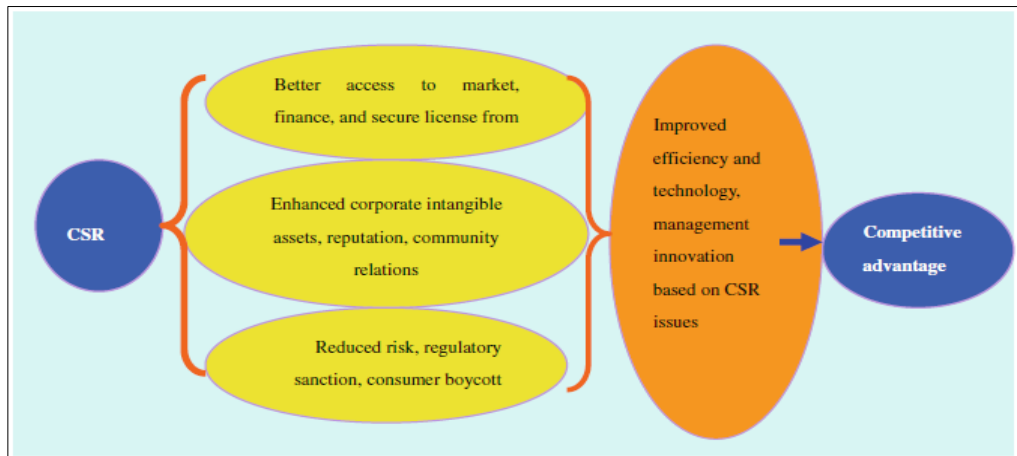 CSR
Better access to market,
finance, and secure license from
Enhanced corporate intangible
assets, reputation, community
relations
Reduced risk, regulatory
sanction, consumer boycott
Improved
efficiency and
technology,
management
innovation
based on CSR
issues
Competitive
advantage